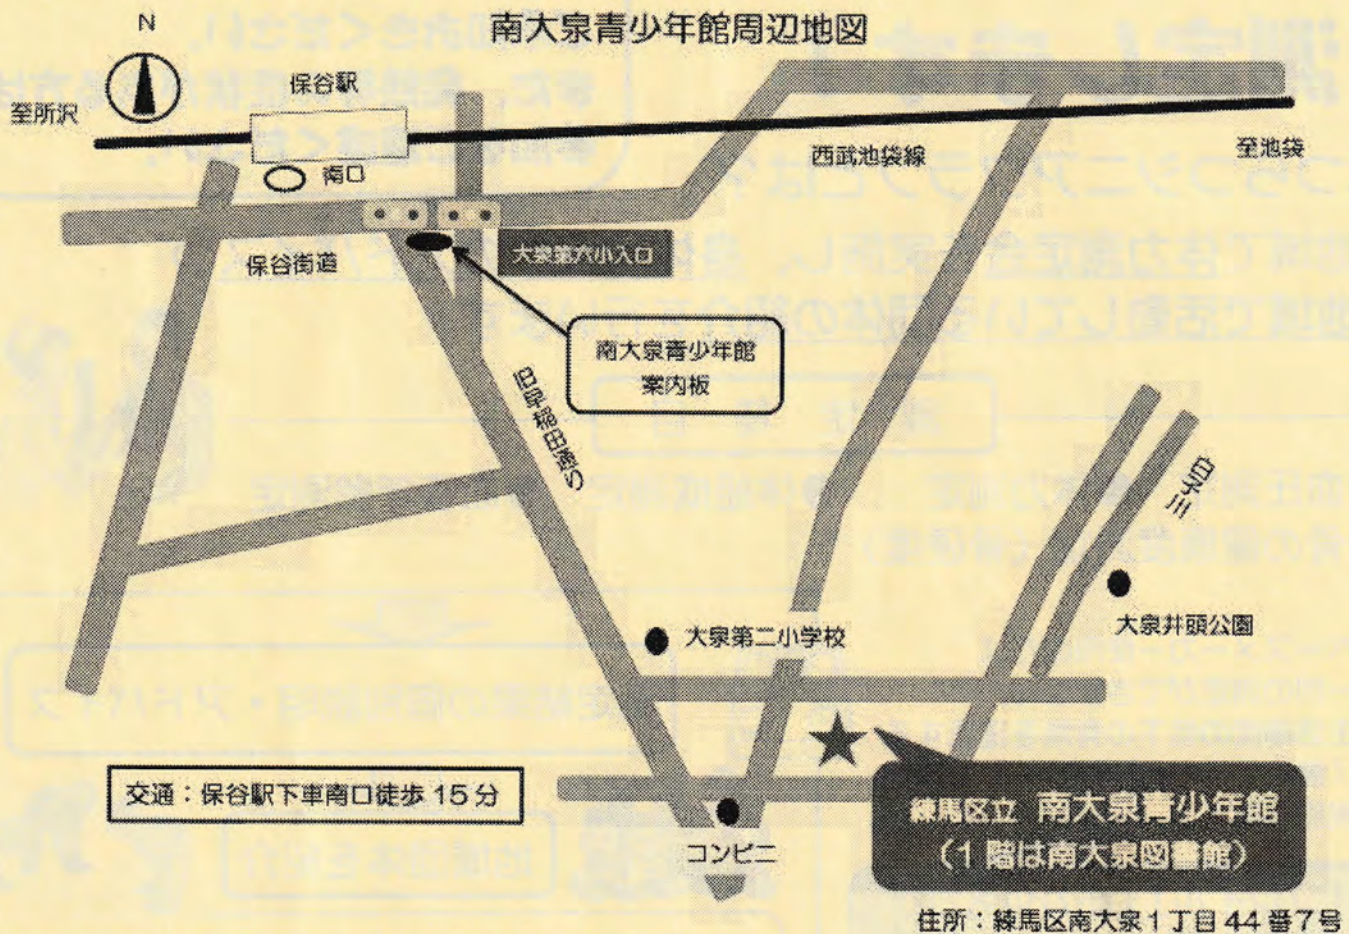 南大泉青少年館周辺地図
N
至所沢
保谷駅
南口
西武池袋線
至池袋
保谷街道
大泉第六小入口
南大泉青少年館
案内板
旧早稲田通り
白子川
大泉井頭公園
大泉第二小学校
交通：保谷駅下車南口徒歩 15 分
コンビニ
練馬区立 南大泉青少年館
（1 階は南大泉図書館）
住所：練馬区南大泉1丁目 44 番7号